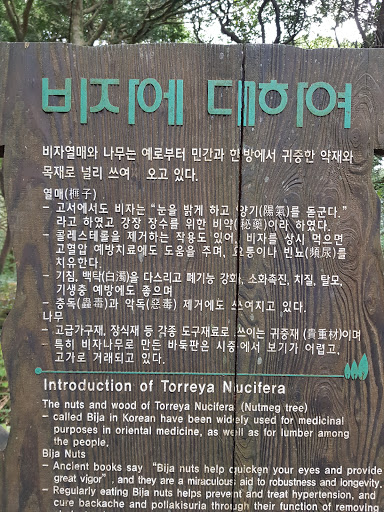 비자에 대하여
비자열매와 나무는 예로부터 민간과 한방에서 귀중한 약재와
목재로 널리 쓰여 오고 있다.
열매(榧子)
- 고서에서도 비자는 “눈을 밝게 하고 양기(陽氣)를 돋군다.”
라고 하였고 강장 장수를 위한 비약(秘藥)이라 하였다.
- 콜레스테롤을 제거하는 작용도 있어, 비자를 상시 먹으면
고혈압 예방치료에도 도움을 주며, 요통이나 빈뇨(頻尿)를
치유한다.
- 기침, 백탁(白濁)을 다스리고 폐기능 강화, 소화촉진, 치질, 탈모,
기생충 예방에도 좋으며
- 충독(蟲毒)과 악독(惡毒) 제거에도 쓰여지고 있다.
나무
- 고급가구재, 장식재 등 각종 도구재료로 쓰이는 귀중재 (貴重材)이며
- 특히 비자나무로 만든 바둑판은 시중에서 보기가 어렵고,
고가로 거래되고 있다.
Introduction of Torreya Nucifera
The nuts and wood of Torreya Nucifera (Nutmeg tree)
- called Bija in Korean have been widely used for medicinal
purposes in oriental medicine, as well as for lumber among
the people.
Bija Nuts
- Ancient books say “Bija nuts help quicken your eyes and provide
great vigor”, and they are a miraculous aid to robustness and longevity.
- Regularly eating Bija nuts helps prevent and treat hypertension, and
cure backache and pollakisuria through their function of removing